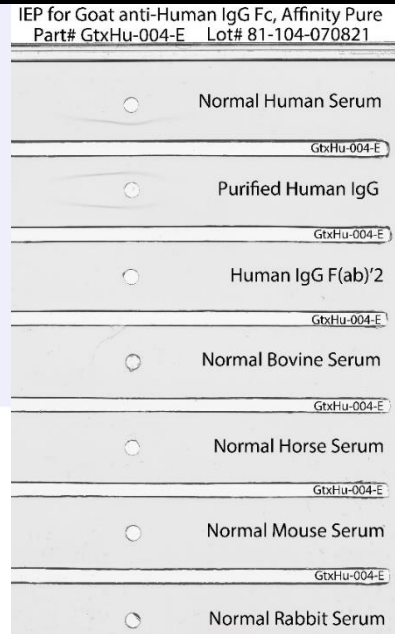 IEP for Goat anti-Human IgG Fc, Affinity Pure
Part# GtxHu-004-E Lot# 81-104-070821
Normal Human Serum
GtxHu-004-E
Purified Human IgG
GtxHu-004-E
Human IgG F(ab)'2
GtxHu-004-E
Normal Bovine Serum
GtxHu-004-E
Normal Horse Serum
GtxHu-004-E
Normal Mouse Serum
GtxHu-004-E
Normal Rabbit Serum